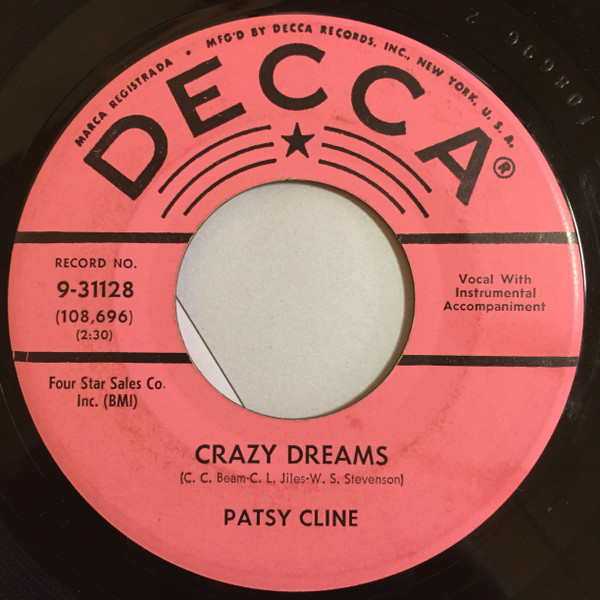 MARCA REGISTRADA • MFG'D BY DECCA RECORDS, INC., NEW YORK, U. S. A.
DECCA®
RECORD NO.
9-31128
(108,696)
(2:30)
Vocal With
Instrumental
Accompaniment
Four Star Sales Co.
Inc. (BMI)
CRAZY DREAMS
(C. C. Beam-C. L. Jiles-W. S. Stevenson)
PATSY CLINE